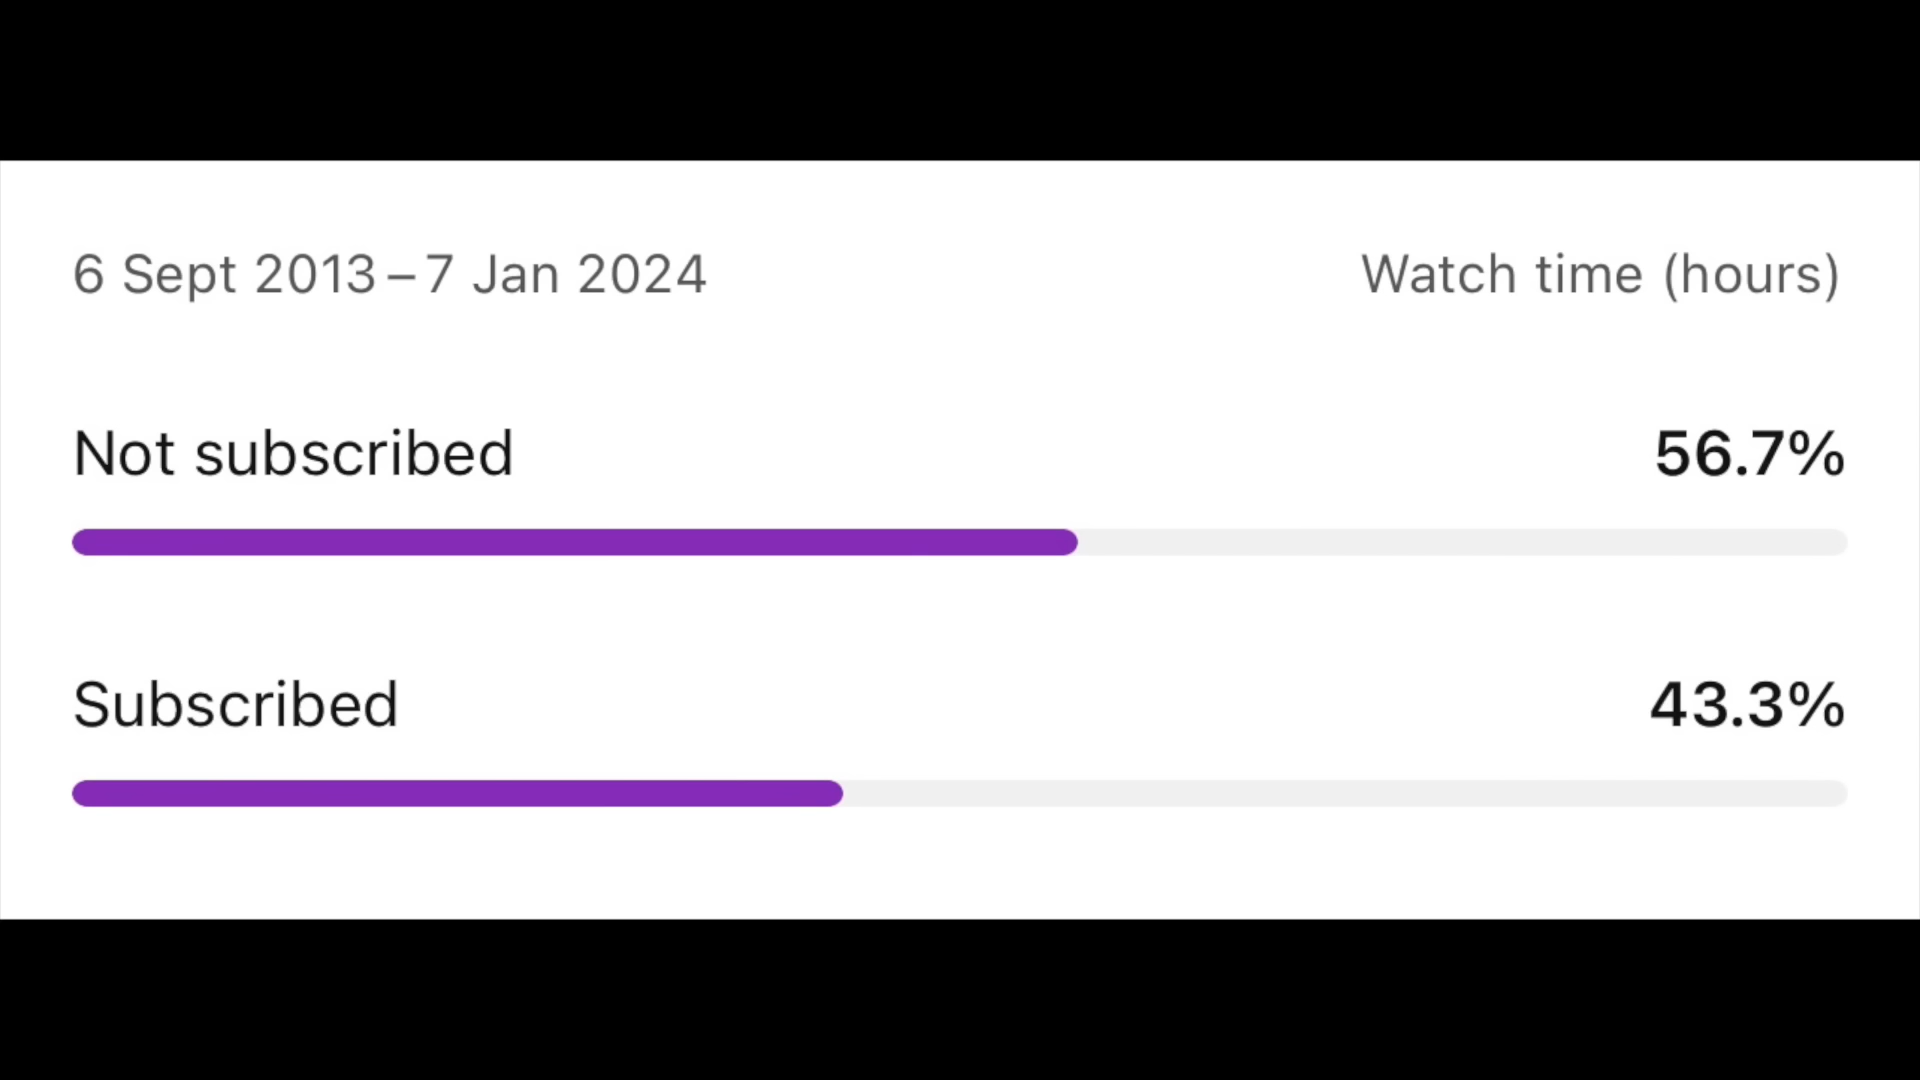 6 Sept 2013 – 7 Jan 2024 Watch time (hours)
Not subscribed 56.7%
Subscribed 43.3%